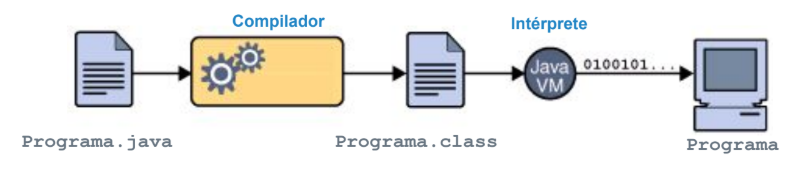 Compilador
Intérprete
Java
VM
0100101...
Programa.java
Programa.class
Programa